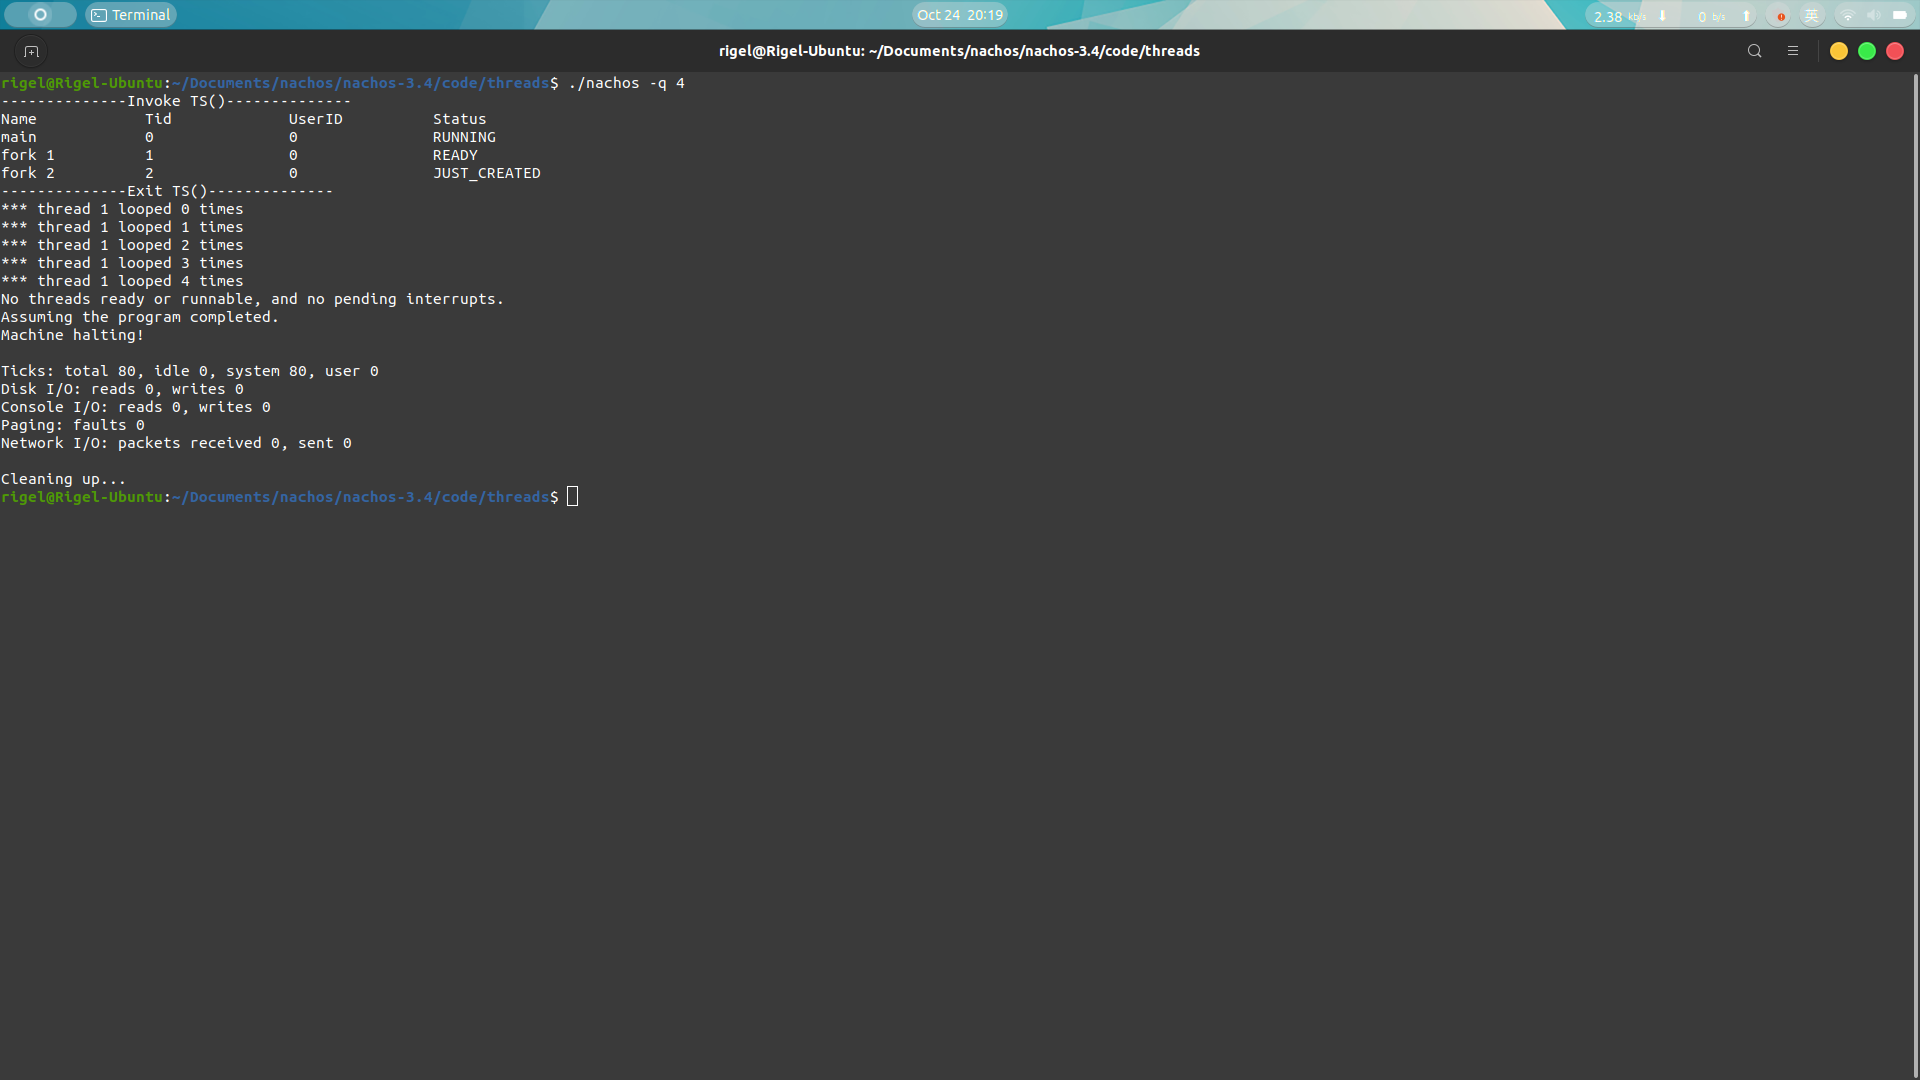 Terminal
Oct 24 20:19
2.38 kb/s 0 b/s 英
rigel@Rigel-Ubuntu: ~/Documents/nachos/nachos-3.4/code/threads
rigel@Rigel-Ubuntu:~/Documents/nachos/nachos-3.4/code/threads$ ./nachos -q 4
--------------Invoke TS()--------------
Name Tid UserID Status
main 0 0 RUNNING
fork 1 1 0 READY
fork 2 2 0 JUST_CREATED
--------------Exit TS()--------------
*** thread 1 looped 0 times
*** thread 1 looped 1 times
*** thread 1 looped 2 times
*** thread 1 looped 3 times
*** thread 1 looped 4 times
No threads ready or runnable, and no pending interrupts.
Assuming the program completed.
Machine halting!
Ticks: total 80, idle 0, system 80, user 0
Disk I/O: reads 0, writes 0
Console I/O: reads 0, writes 0
Paging: faults 0
Network I/O: packets received 0, sent 0
Cleaning up...
rigel@Rigel-Ubuntu:~/Documents/nachos/nachos-3.4/code/threads$